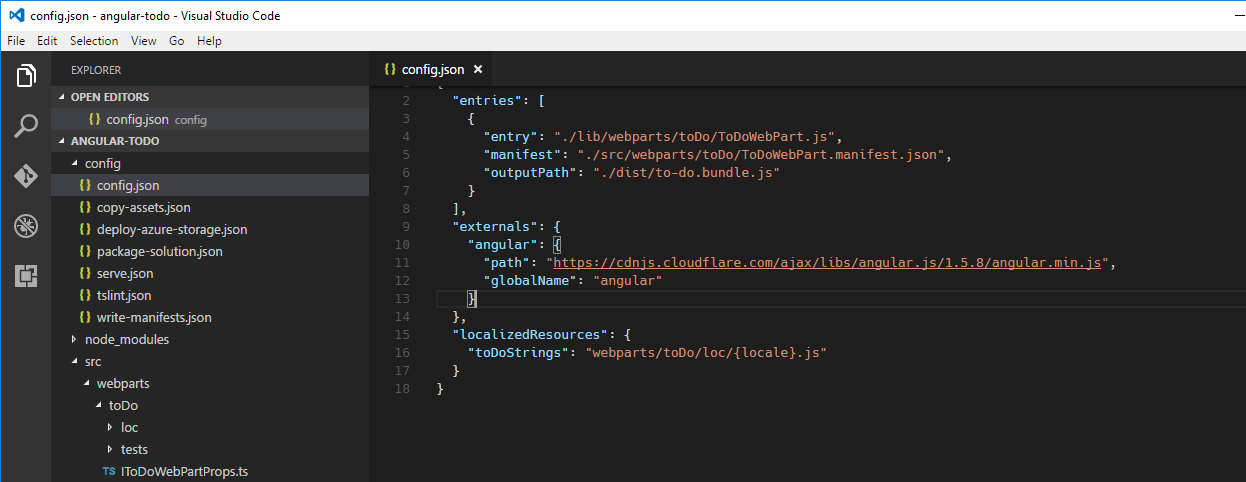 config.json - angular-todo - Visual Studio Code
File Edit Selection View Go Help
EXPLORER
OPEN EDITORS
{} config.json config
ANGULAR-TODO
config
{} config.json
{} copy-assets.json
{} deploy-azure-storage.json
{} package-solution.json
{} serve.json
{} tslint.json
{} write-manifests.json
node_modules
src
webparts
toDo
loc
tests
TS IToDoWebPartProps.ts
{} config.json ×
2 "entries": [
3 {
4 "entry": "./lib/webparts/toDo/ToDoWebPart.js",
5 "manifest": "./src/webparts/toDo/ToDoWebPart.manifest.json",
6 "outputPath": "./dist/to-do.bundle.js"
7 }
8 ],
9 "externals": {
10 "angular": {
11 "path": "https://cdnjs.cloudflare.com/ajax/libs/angular.js/1.5.8/angular.min.js",
12 "globalName": "angular"
13 }
14 },
15 "localizedResources": {
16 "toDoStrings": "webparts/toDo/loc/{locale}.js"
17 }
18 }